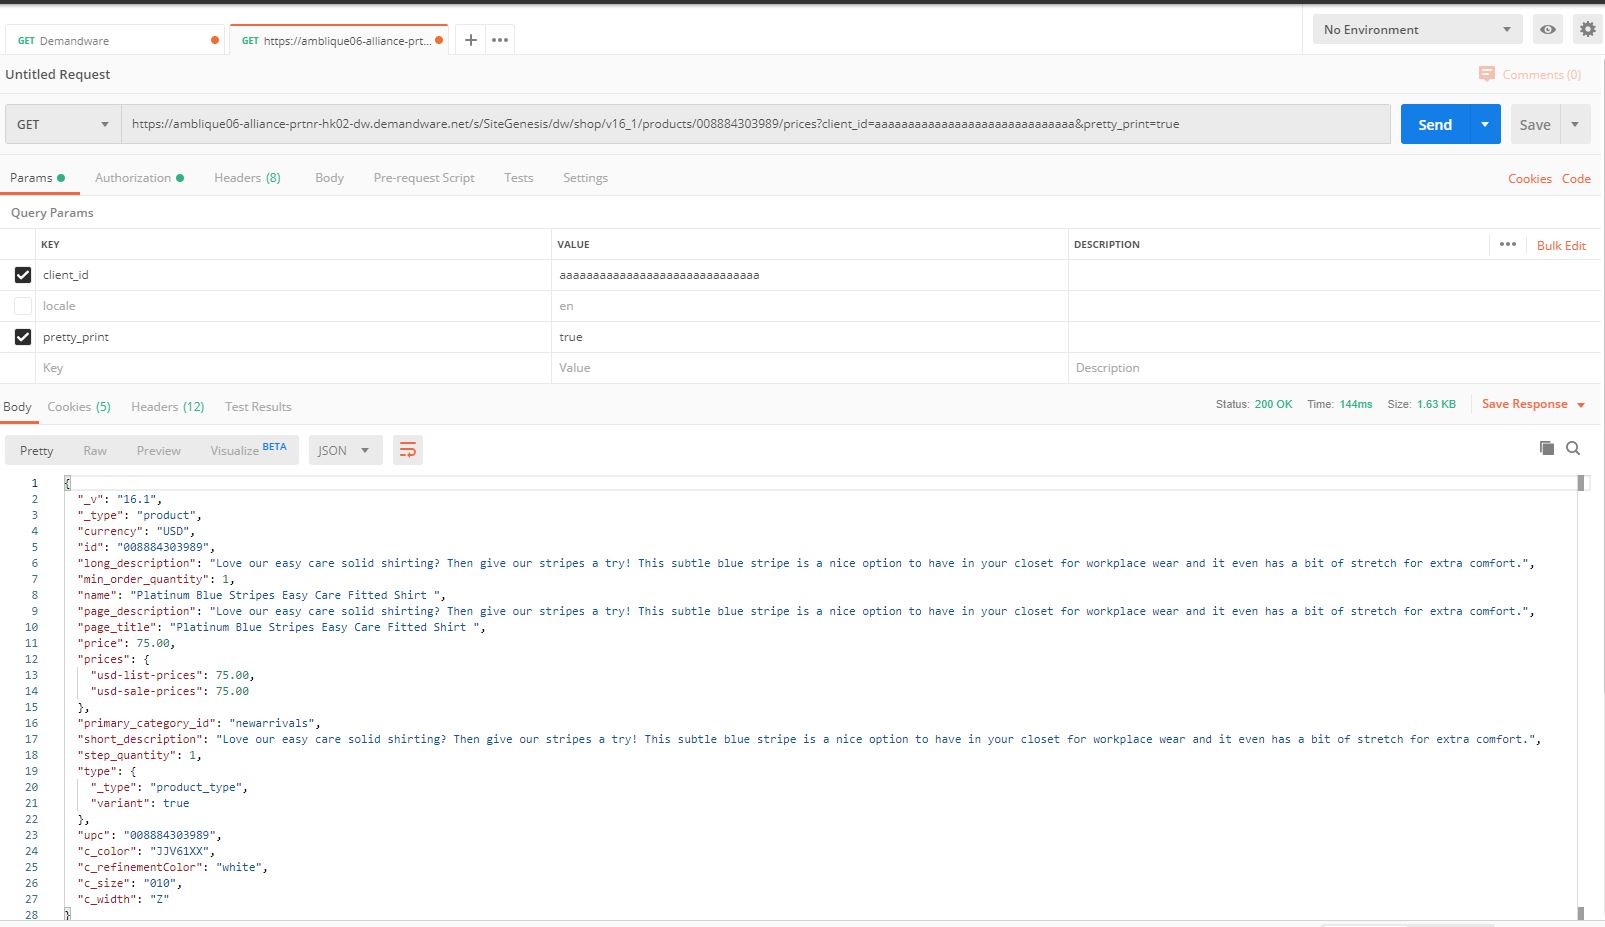 GET Demandware
GET https://amblique06-alliance-prt...
No Environment
Untitled Request
Comments (0)
GET
https://amblique06-alliance-prtnr-hk02-dw.demandware.net/s/SiteGenesis/dw/shop/v16_1/products/008884303989/prices?client_id=aaaaaaaaaaaaaaaaaaaaaaaaaaaaaa&pretty_print=true
Send
Save
Params
Authorization
Headers (8)
Body
Pre-request Script
Tests
Settings
Cookies
Code
Query Params
KEY
VALUE
DESCRIPTION
Bulk Edit
client_id
aaaaaaaaaaaaaaaaaaaaaaaaaaaaaa
locale
en
pretty_print
true
Key
Value
Description
Body
Cookies (5)
Headers (12)
Test Results
Status: 200 OK
Time: 144ms
Size: 1.63 KB
Save Response
Pretty
Raw
Preview
Visualize BETA
JSON
1 {
2 "_v": "16.1",
3 "_type": "product",
4 "currency": "USD",
5 "id": "008884303989",
6 "long_description": "Love our easy care solid shirting? Then give our stripes a try! This subtle blue stripe is a nice option to have in your closet for workplace wear and it even has a bit of stretch for extra comfort.",
7 "min_order_quantity": 1,
8 "name": "Platinum Blue Stripes Easy Care Fitted Shirt ",
9 "page_description": "Love our easy care solid shirting? Then give our stripes a try! This subtle blue stripe is a nice option to have in your closet for workplace wear and it even has a bit of stretch for extra comfort.",
10 "page_title": "Platinum Blue Stripes Easy Care Fitted Shirt ",
11 "price": 75.00,
12 "prices": {
13 "usd-list-prices": 75.00,
14 "usd-sale-prices": 75.00
15 },
16 "primary_category_id": "newarrivals",
17 "short_description": "Love our easy care solid shirting? Then give our stripes a try! This subtle blue stripe is a nice option to have in your closet for workplace wear and it even has a bit of stretch for extra comfort.",
18 "step_quantity": 1,
19 "type": {
20 "_type": "product_type",
21 "variant": true
22 },
23 "upc": "008884303989",
24 "c_color": "JJV61XX",
25 "c_refinementColor": "white",
26 "c_size": "010",
27 "c_width": "Z"
28 }